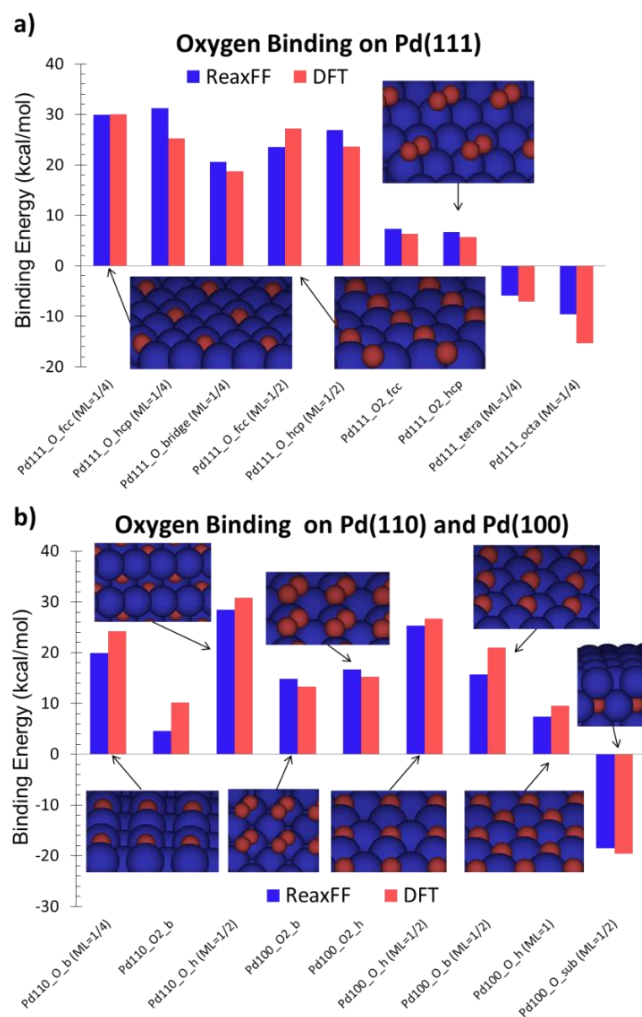 a)
Oxygen Binding on Pd(111)
ReaxFF DFT
Binding Energy (kcal/mol)
40
30
20
10
0
-10
-20
Pd111_O_fcc (ML=1/4)
Pd111_O_hcp (ML=1/4)
Pd111_O_bridge (ML=1/4)
Pd111_O_fcc (ML=1/2)
Pd111_O_hcp (ML=1/2)
Pd111_O2_fcc
Pd111_O2_hcp
Pd111_tetra (ML=1/4)
Pd111_octa (ML=1/4)
b)
Oxygen Binding on Pd(110) and Pd(100)
Binding Energy (kcal/mol)
40
30
20
10
0
-10
-20
-30
ReaxFF DFT
Pd110_O_b (ML=1/4)
Pd110_O2_b
Pd110_O_h (ML=1/2)
Pd100_O2_b
Pd100_O2_h
Pd100_O_h (ML=1/2)
Pd100_O_b (ML=1/2)
Pd100_O_h (ML=1)
Pd100_O_sub (ML=1/2)